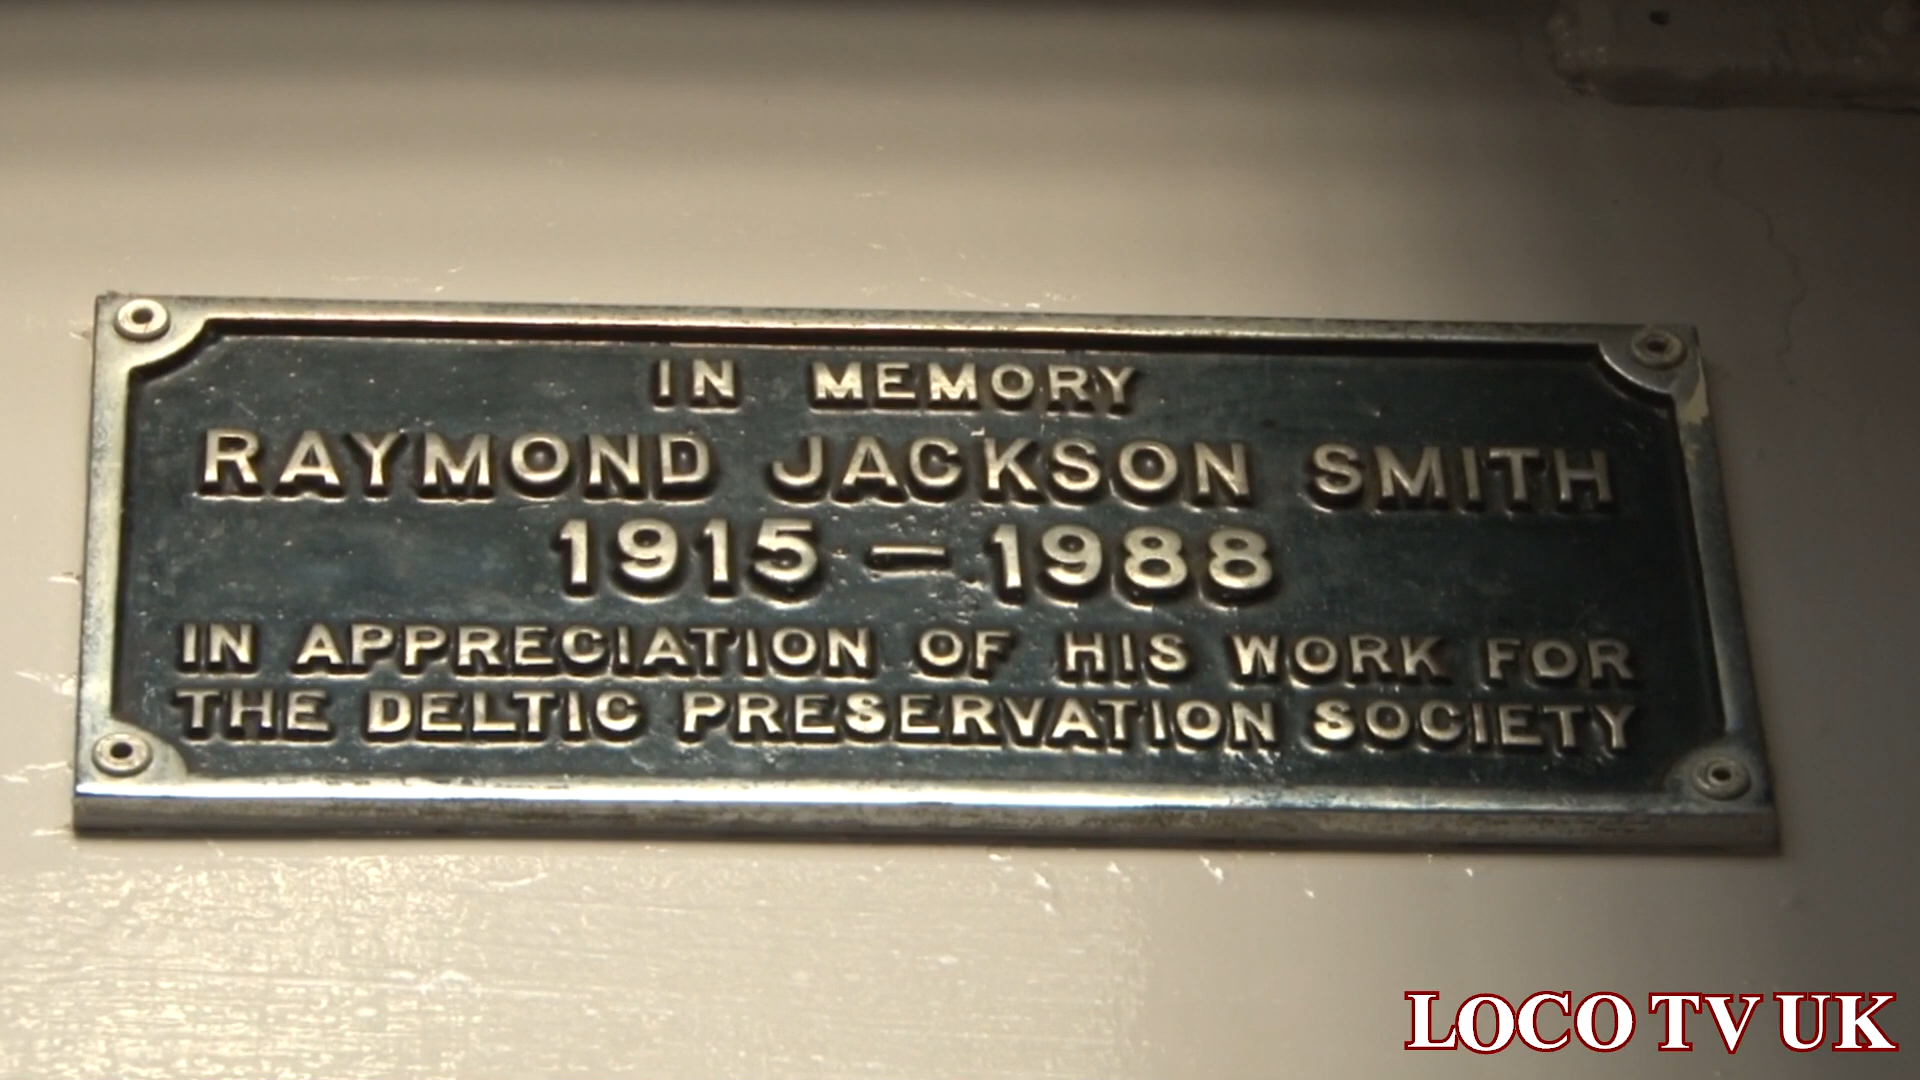 IN MEMORY
RAYMOND JACKSON SMITH
1915 - 1988
IN APPRECIATION OF HIS WORK FOR
THE DELTIC PRESERVATION SOCIETY
LOCO TV UK